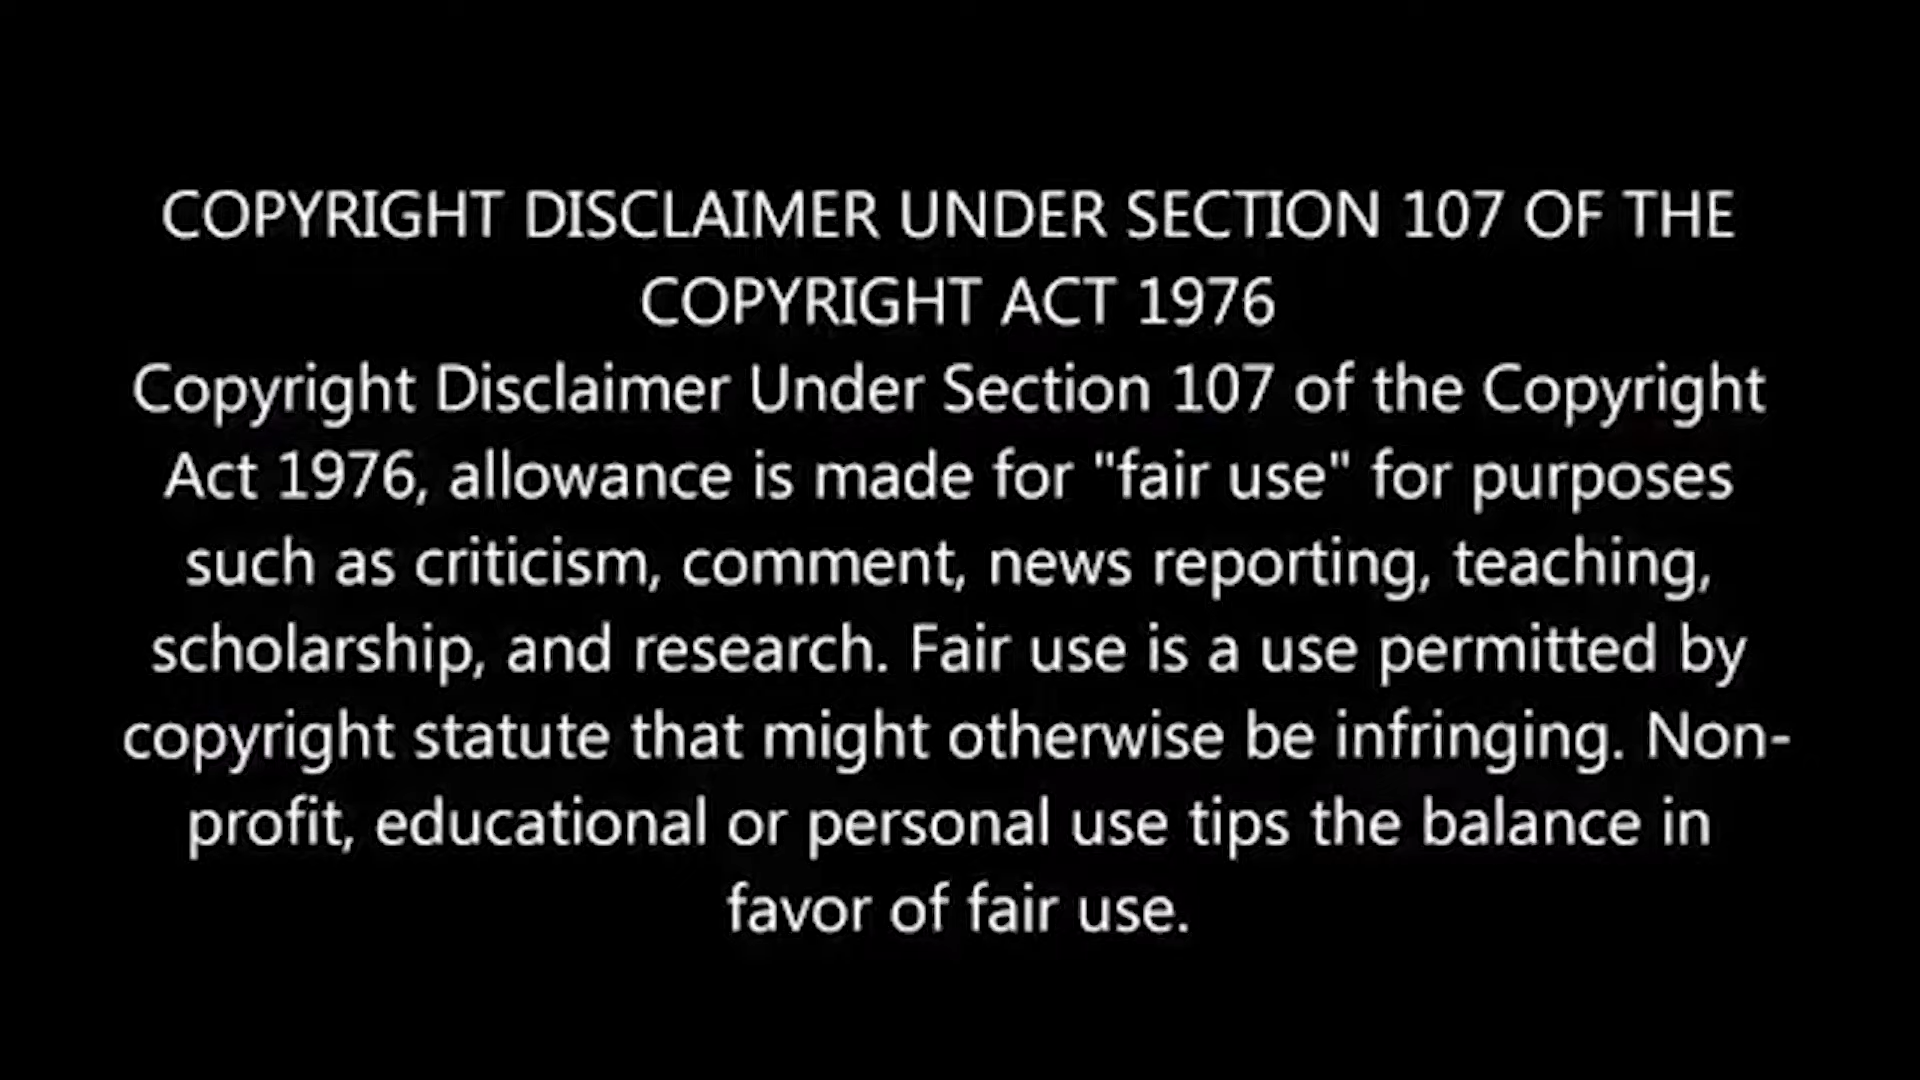 COPYRIGHT DISCLAIMER UNDER SECTION 107 OF THE
COPYRIGHT ACT 1976
Copyright Disclaimer Under Section 107 of the Copyright
Act 1976, allowance is made for "fair use" for purposes
such as criticism, comment, news reporting, teaching,
scholarship, and research. Fair use is a use permitted by
copyright statute that might otherwise be infringing. Non-
profit, educational or personal use tips the balance in
favor of fair use.